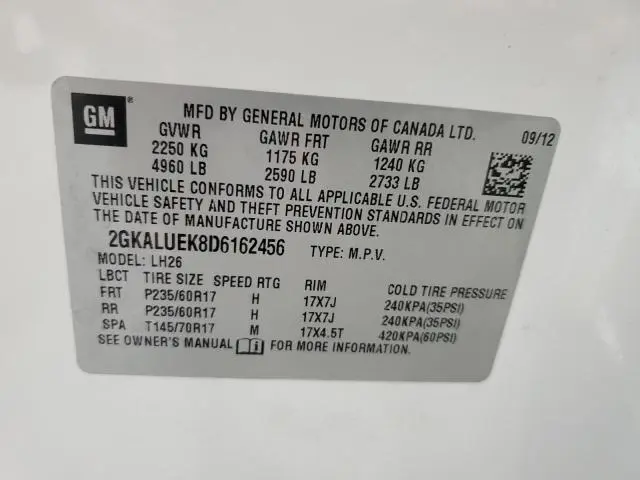 GM
MFD BY GENERAL MOTORS OF CANADA LTD.
09/12
GVWR GAWR FRT GAWR RR
2250 KG 1175 KG 1240 KG
4960 LB 2590 LB 2733 LB
THIS VEHICLE CONFORMS TO ALL APPLICABLE U.S. FEDERAL MOTOR
VEHICLE SAFETY AND THEFT PREVENTION STANDARDS IN EFFECT ON
THE DATE OF MANUFACTURE SHOWN ABOVE.
2GKALUEK8D6162456 TYPE: M.P.V.
MODEL: LH26
LBCT TIRE SIZE SPEED RTG RIM COLD TIRE PRESSURE
FRT P235/60R17 H 17X7J 240KPA(35PSI)
RR P235/60R17 H 17X7J 240KPA(35PSI)
SPA T145/70R17 M 17X4.5T 420KPA(60PSI)
SEE OWNER'S MANUAL FOR MORE INFORMATION.